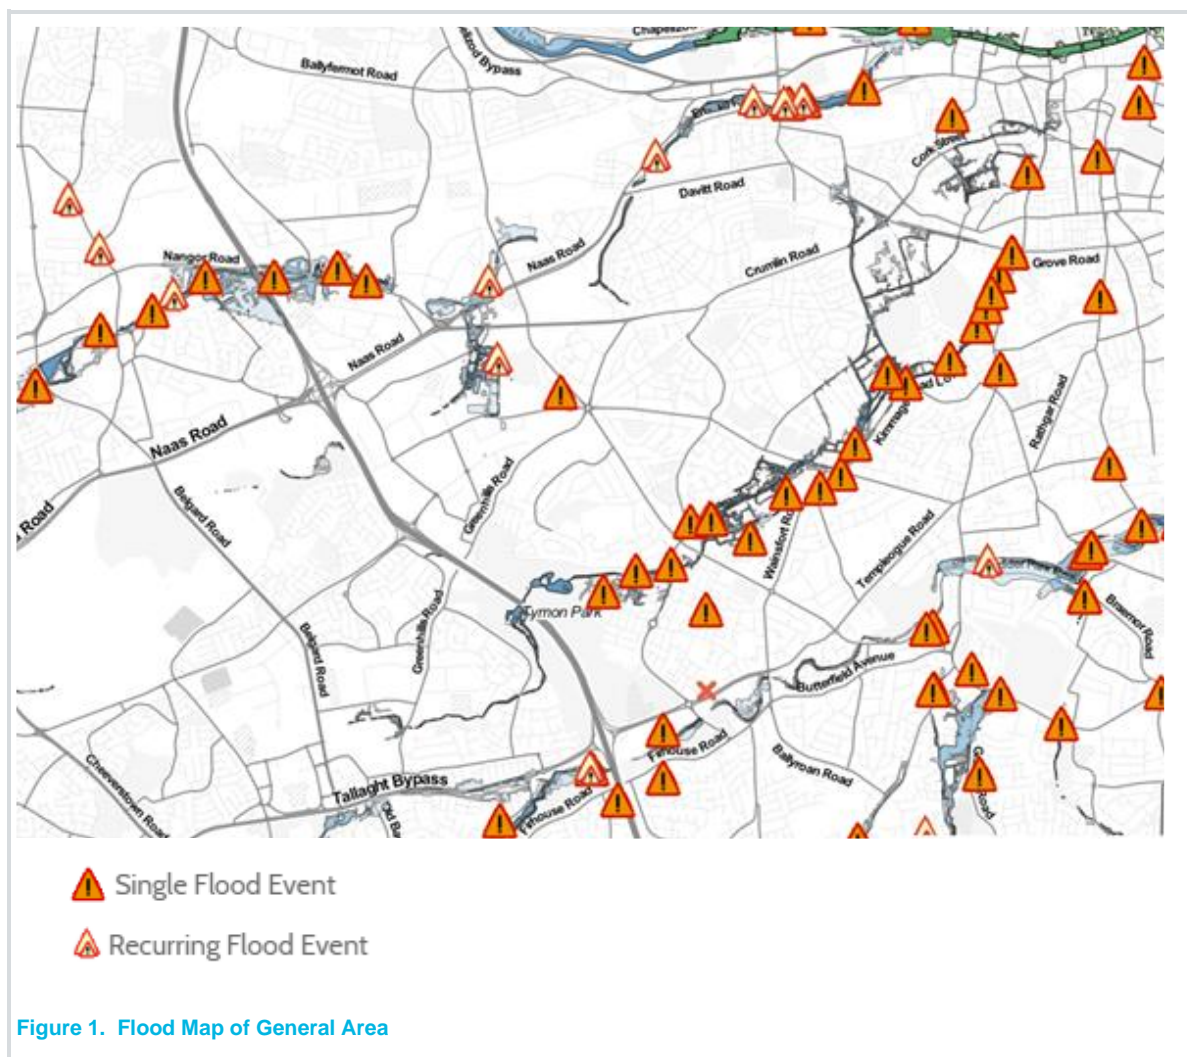 Ballyfermot Road
Bypass
Cork Street
Davitt Road
Nangor Road
Naas Road
Crumlin Road
Grove Road
Naas Road
Rathgar Road
Naas Road
Road
Greenhills Road
Belgard Road
Wainsfort
Templeogue Road
Tymon Park
Braemor Road
Greenhills Road
Belgard Road
Butterfield Avenue
Firhouse Road
Ballyroan Road
Cheeverstown Road
Tallaght Bypass
Firhouse Road
Road
Single Flood Event
Recurring Flood Event
Figure 1. Flood Map of General Area